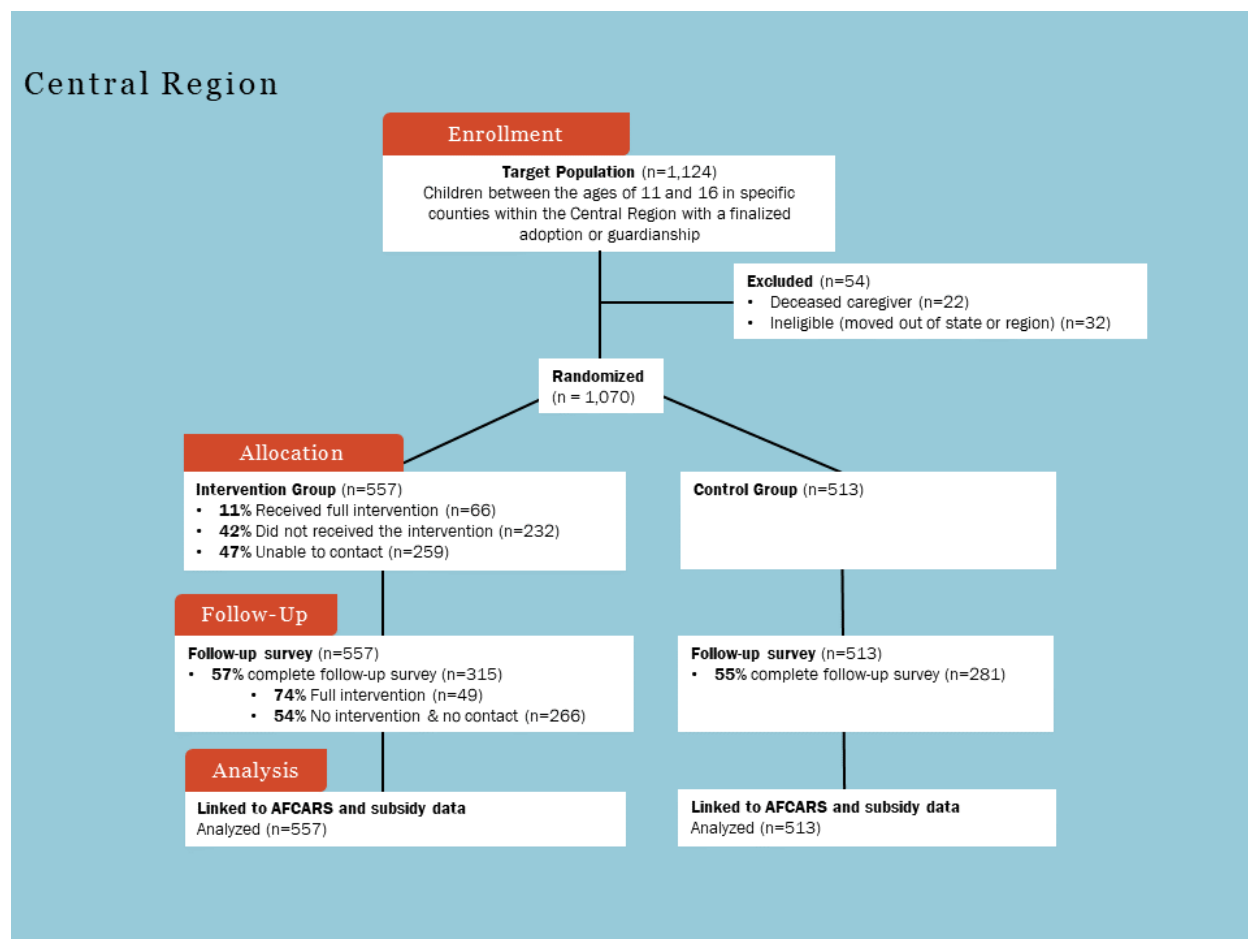 Central Region
Enrollment
Target Population (n=1,124)
Children between the ages of 11 and 16 in specific
counties within the Central Region with a finalized
adoption or guardianship
Excluded (n=54)
• Deceased caregiver (n=22)
• Ineligible (moved out of state or region) (n=32)
Randomized
(n = 1,070)
Allocation
Intervention Group (n=557)
• 11% Received full intervention (n=66)
• 42% Did not received the intervention (n=232)
• 47% Unable to contact (n=259)
Control Group (n=513)
Follow-Up
Follow-up survey (n=557)
• 57% complete follow-up survey (n=315)
• 74% Full intervention (n=49)
• 54% No intervention & no contact (n=266)
Follow-up survey (n=513)
• 55% complete follow-up survey (n=281)
Analysis
Linked to AFCARS and subsidy data
Analyzed (n=557)
Linked to AFCARS and subsidy data
Analyzed (n=513)